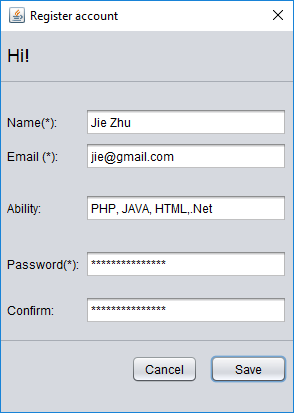 Register account
Hi!
Name(*): Jie Zhu
Email (*): jie@gmail.com
Ability: PHP, JAVA, HTML,.Net
Password(*): ***************
Confirm: ***************
Cancel Save